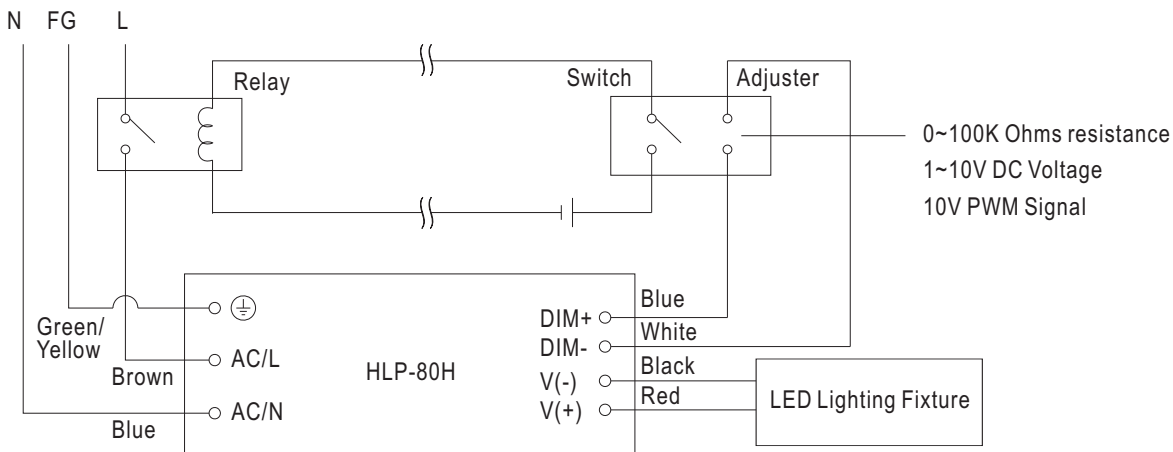 N FG L
Relay
Switch
Adjuster
0~100K Ohms resistance
1~10V DC Voltage
10V PWM Signal
Green/
Yellow
Brown
Blue
AC/L
AC/N
HLP-80H
DIM+
DIM-
V(-)
V(+)
Blue
White
Black
Red
LED Lighting Fixture